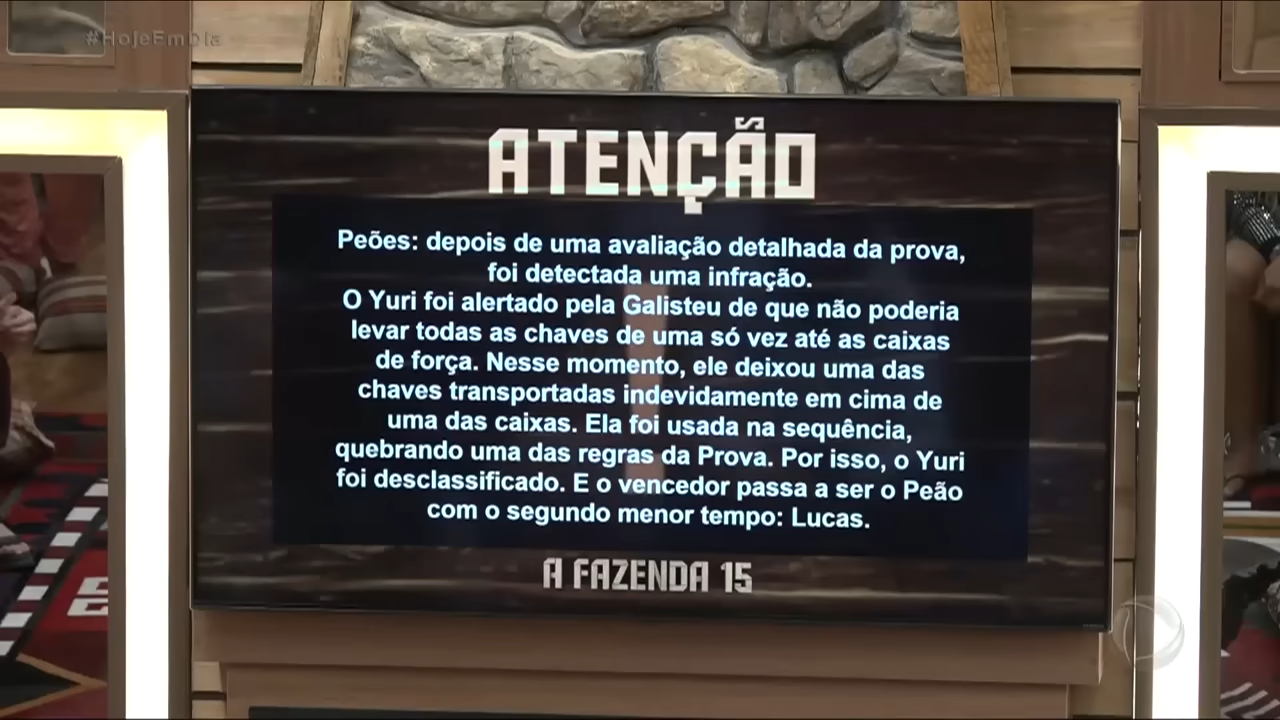 #HojeEmDia
ATENÇÃO
Peões: depois de uma avaliação detalhada da prova,
foi detectada uma infração.
O Yuri foi alertado pela Galisteu de que não poderia
levar todas as chaves de uma só vez até as caixas
de força. Nesse momento, ele deixou uma das
chaves transportadas indevidamente em cima de
uma das caixas. Ela foi usada na sequência,
quebrando uma das regras da Prova. Por isso, o Yuri
foi desclassificado. E o vencedor passa a ser o Peão
com o segundo menor tempo: Lucas.
A FAZENDA 15